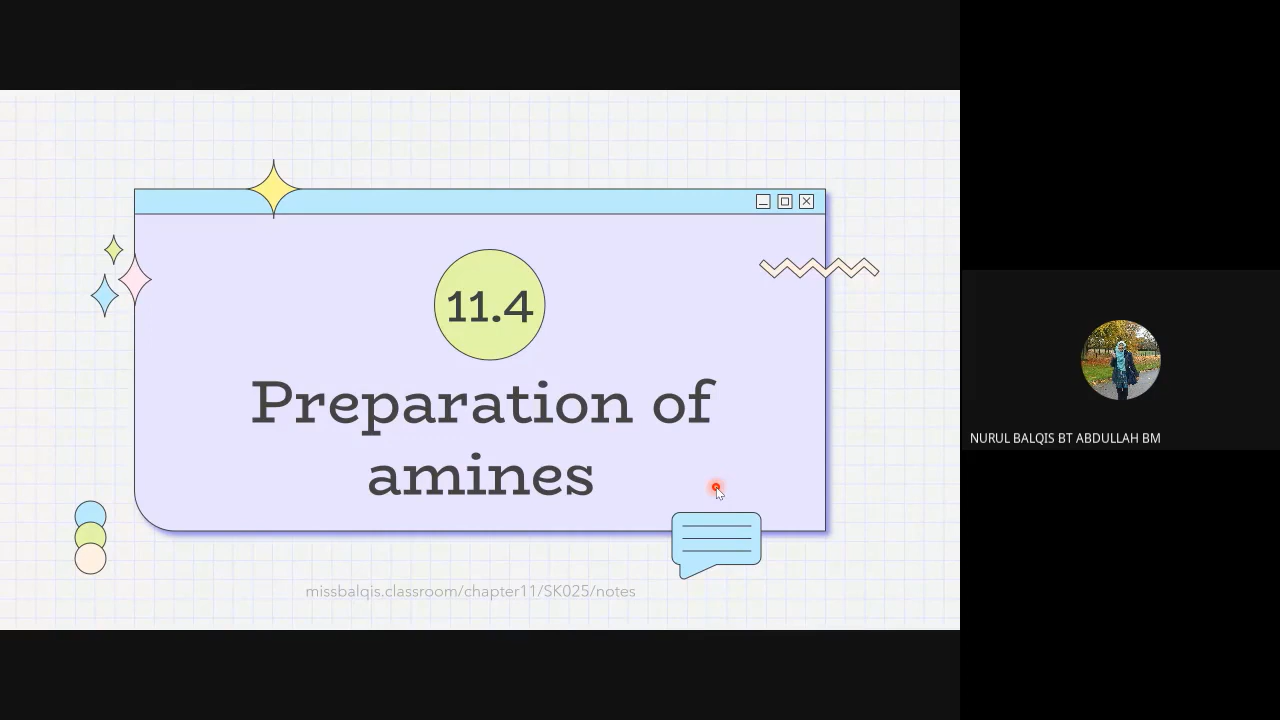 11.4
Preparation of
amines
missbalqis.classroom/chapter11/SK025/notes
NURUL BALQIS BT ABDULLAH BM